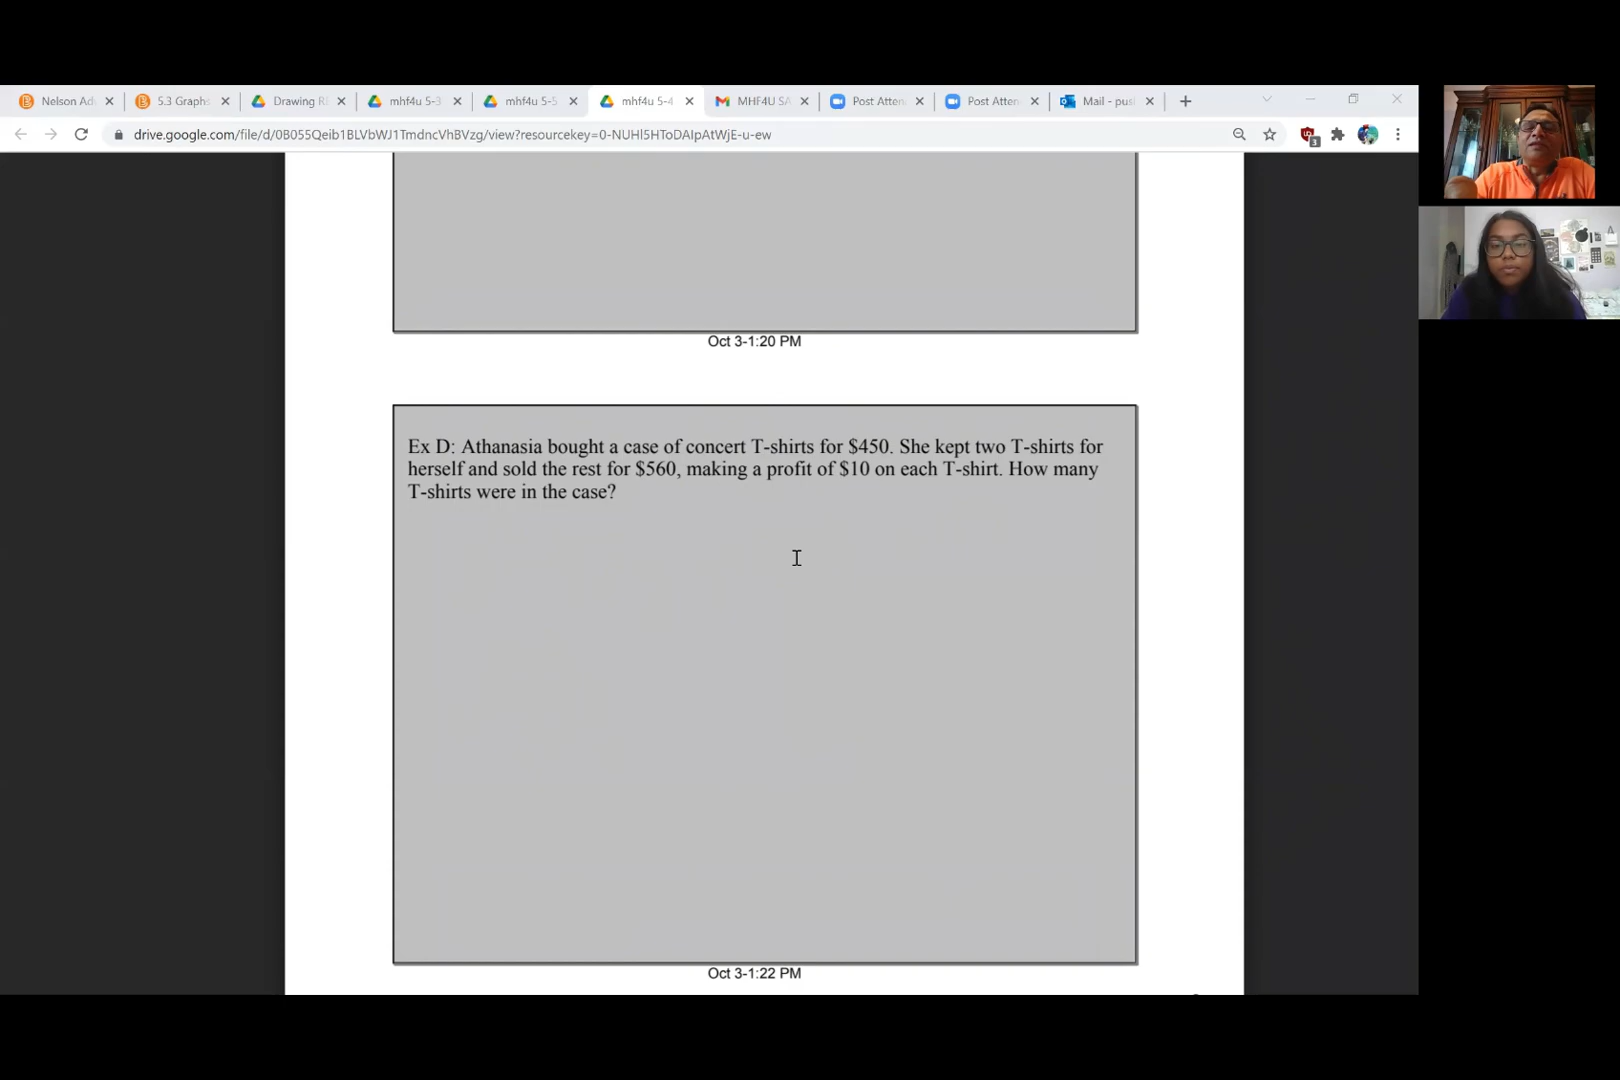 Nelson Ad
5.3 Graphs
Drawing R
mhf4u 5-3
mhf4u 5-5
mhf4u 5-4
MHF4U SA
Post Atten
Post Atten
Mail - pus
drive.google.com/file/d/0B055Qeib1BLVbWJ1TmdncVhBVzg/view?resourcekey=0-NUHl5HToDAIpAtWjE-u-ew
3
Oct 3-1:20 PM
Ex D: Athanasia bought a case of concert T-shirts for $450. She kept two T-shirts for
herself and sold the rest for $560, making a profit of $10 on each T-shirt. How many
T-shirts were in the case?
Oct 3-1:22 PM